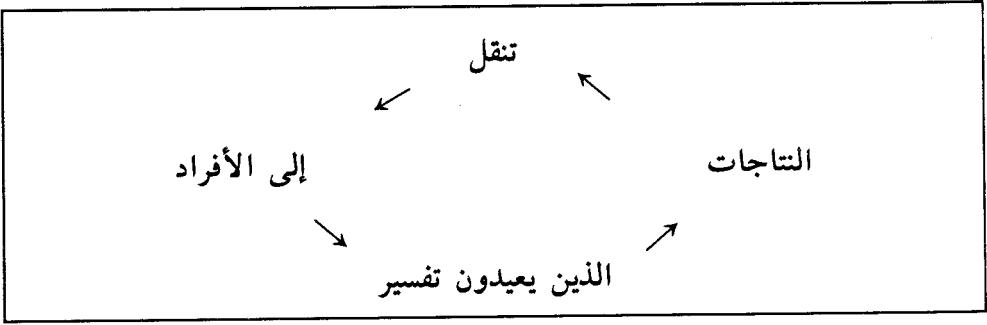 تنقل
النتاجات
إلى الأفراد
الذين يعيدون تفسير